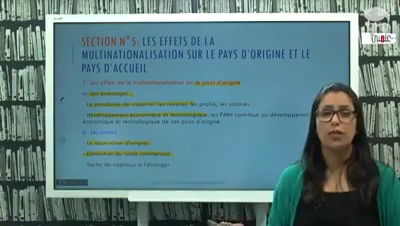 SECTION N°5: LES EFFETS DE LA
MULTINATIONALISATION SUR LE PAYS D'ORIGINE ET LE
PAYS D'ACCUEIL
Les effets de la multinationalisation sur le pays d'origine
a- Les avantages :
La possibilité de rapatrier les revenus: les profits, les salaires...
développement économique et technologique: les FMN contribue au développement
économique et technologique de son pays d'origine
b- Les limites
La destruction d'emploi
Diminution du solde commercial
Sortie de capitaux à l'étranger